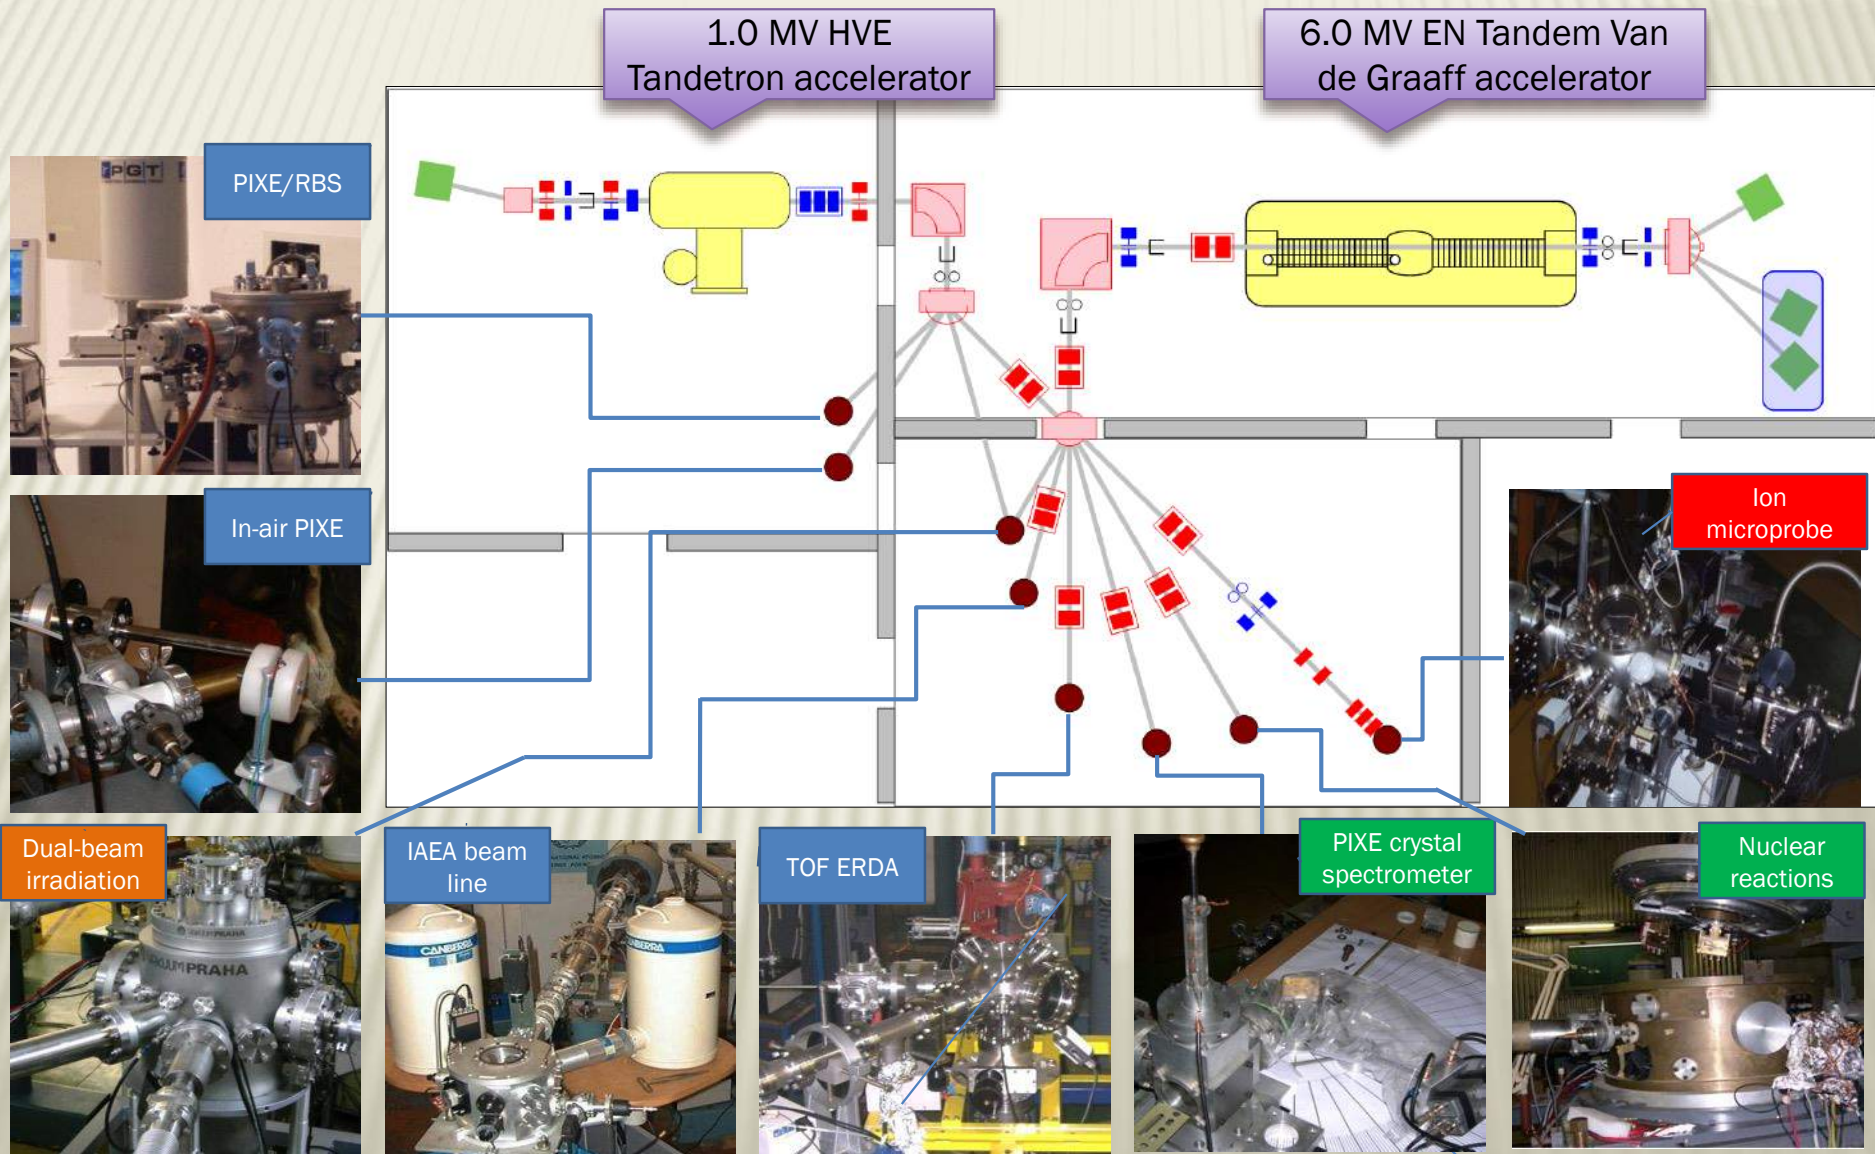 1.0 MV HVE
Tandetron accelerator
6.0 MV EN Tandem Van
de Graaff accelerator
PGT
PIXE/RBS
In-air PIXE
Ion
microprobe
Dual-beam
irradiation
VAKUUM PRAHA
IAEA beam
line
CANBERRA
CANBERRA
TOF ERDA
PIXE crystal
spectrometer
Nuclear
reactions